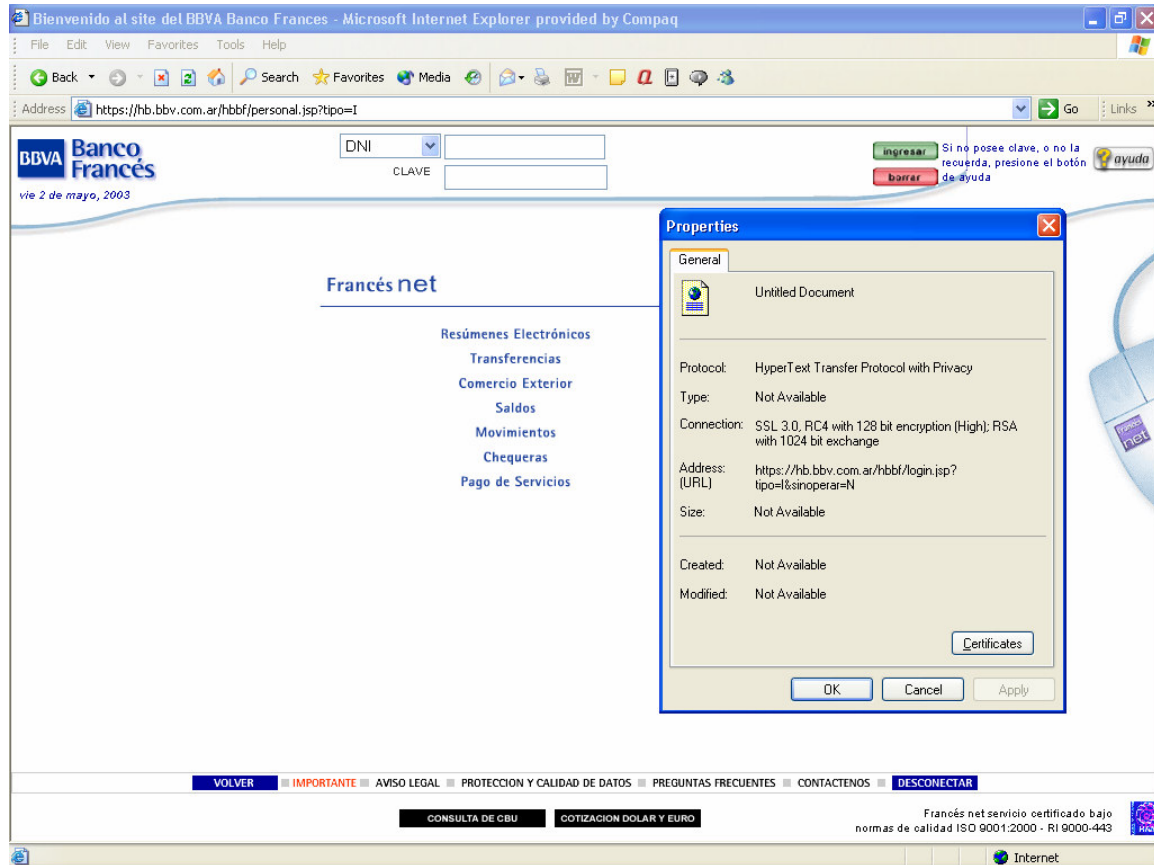 Bienvenido al site del BBVA Banco Frances - Microsoft Internet Explorer provided by Compaq
File Edit View Favorites Tools Help
Back Search Favorites Media
Address https://hb.bbv.com.ar/hbbf/personal.jsp?tipo=I Go Links »
BBVA Banco
Francés
vie 2 de mayo, 2003
DNI
CLAVE
ingresar
borrar
Si no posee clave, o no la
recuerda, presione el botón
de ayuda
ayuda
Francés net
Resúmenes Electrónicos
Transferencias
Comercio Exterior
Saldos
Movimientos
Chequeras
Pago de Servicios
Properties
General
Untitled Document
Protocol: HyperText Transfer Protocol with Privacy
Type: Not Available
Connection: SSL 3.0, RC4 with 128 bit encryption (High); RSA
with 1024 bit exchange
Address: https://hb.bbv.com.ar/hbbf/login.jsp?
(URL) tipo=I&sinoperar=N
Size: Not Available
Created: Not Available
Modified: Not Available
Certificates
OK Cancel Apply
net
VOLVER IMPORTANTE AVISO LEGAL PROTECCION Y CALIDAD DE DATOS PREGUNTAS FRECUENTES CONTACTENOS DESCONECTAR
CONSULTA DE CBU COTIZACION DOLAR Y EURO
Francés net servicio certificado bajo
normas de calidad ISO 9001:2000 - RI 9000-443
Internet